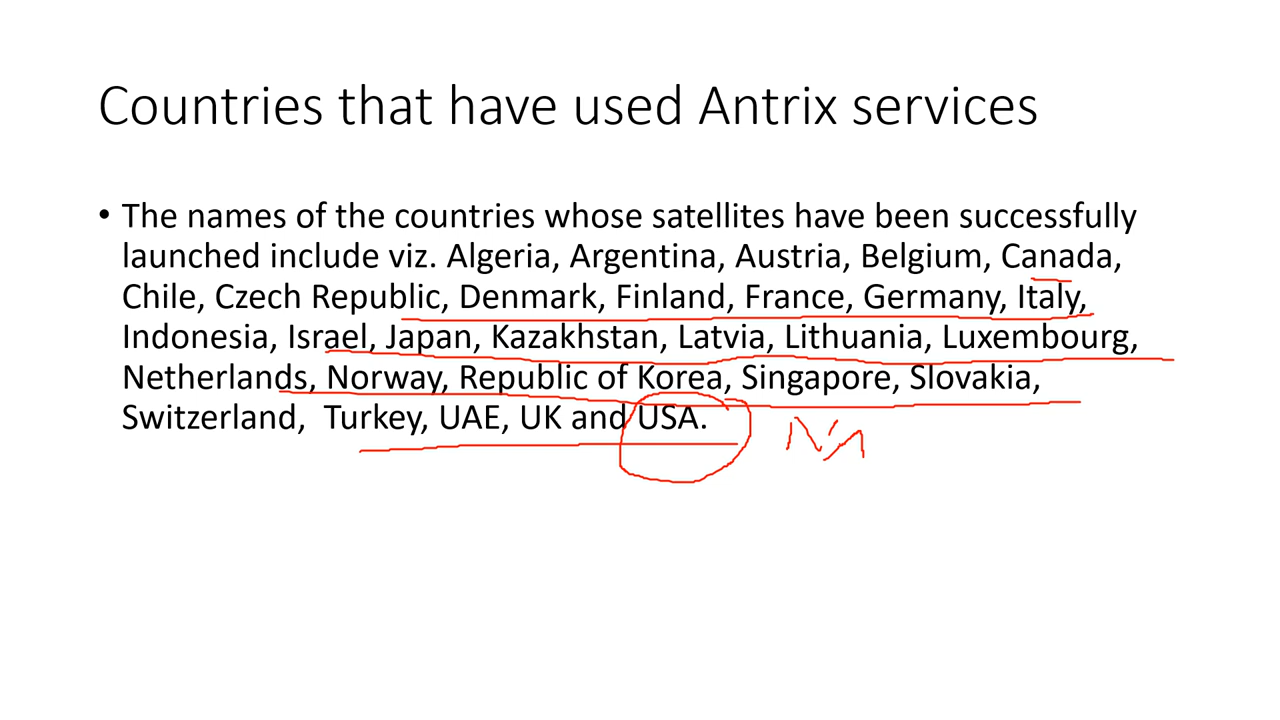 Countries that have used Antrix services
• The names of the countries whose satellites have been successfully
launched include viz. Algeria, Argentina, Austria, Belgium, Canada,
Chile, Czech Republic, Denmark, Finland, France, Germany, Italy,
Indonesia, Israel, Japan, Kazakhstan, Latvia, Lithuania, Luxembourg,
Netherlands, Norway, Republic of Korea, Singapore, Slovakia,
Switzerland,  Turkey, UAE, UK and USA.